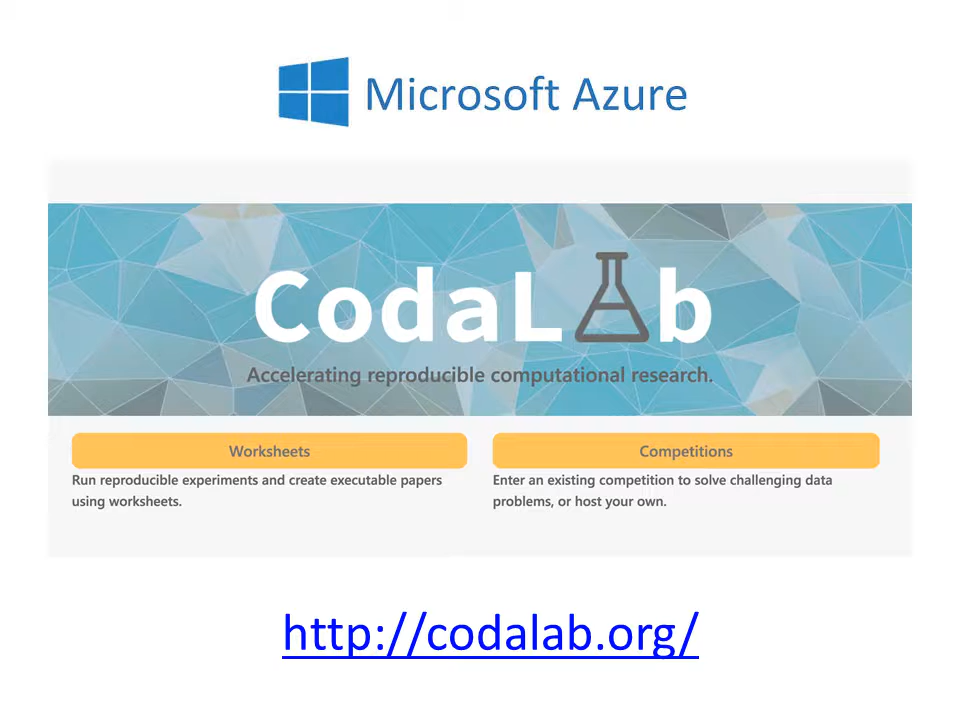 Microsoft Azure
CodaLab
Accelerating reproducible computational research.
Worksheets
Run reproducible experiments and create executable papers
using worksheets.
Competitions
Enter an existing competition to solve challenging data
problems, or host your own.
http://codalab.org/